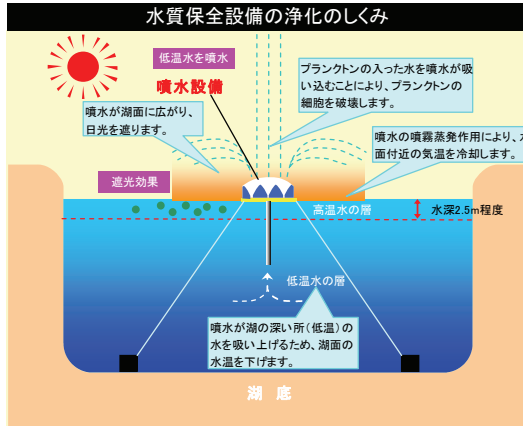 水質保全設備の浄化のしくみ
低温水を噴水
噴水設備
プランクトンの入った水を噴水が吸
い込むことにより、プランクトンの
細胞を破壊します。
噴水が湖面に広がり、
日光を遮ります。
噴水の噴霧蒸発作用により、
面付近の気温を冷却します。
遮光効果
高温水の層
水深2.5m程度
低温水の層
噴水が湖の深い所(低温)の
水を吸い上げるため、湖面の
水温を下げます。
湖底